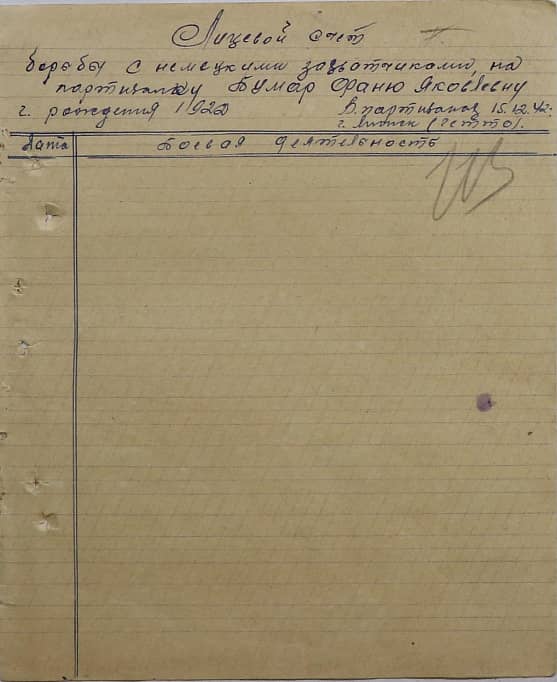 Лицевой счет
борьбы с немецкими захватчиками, на
партизанку Бумар Фаню Яковлевну
г. рождения 1922 В партизанах 15.12.42.
г. Минск (гетто).
Дата Боевая деятельность